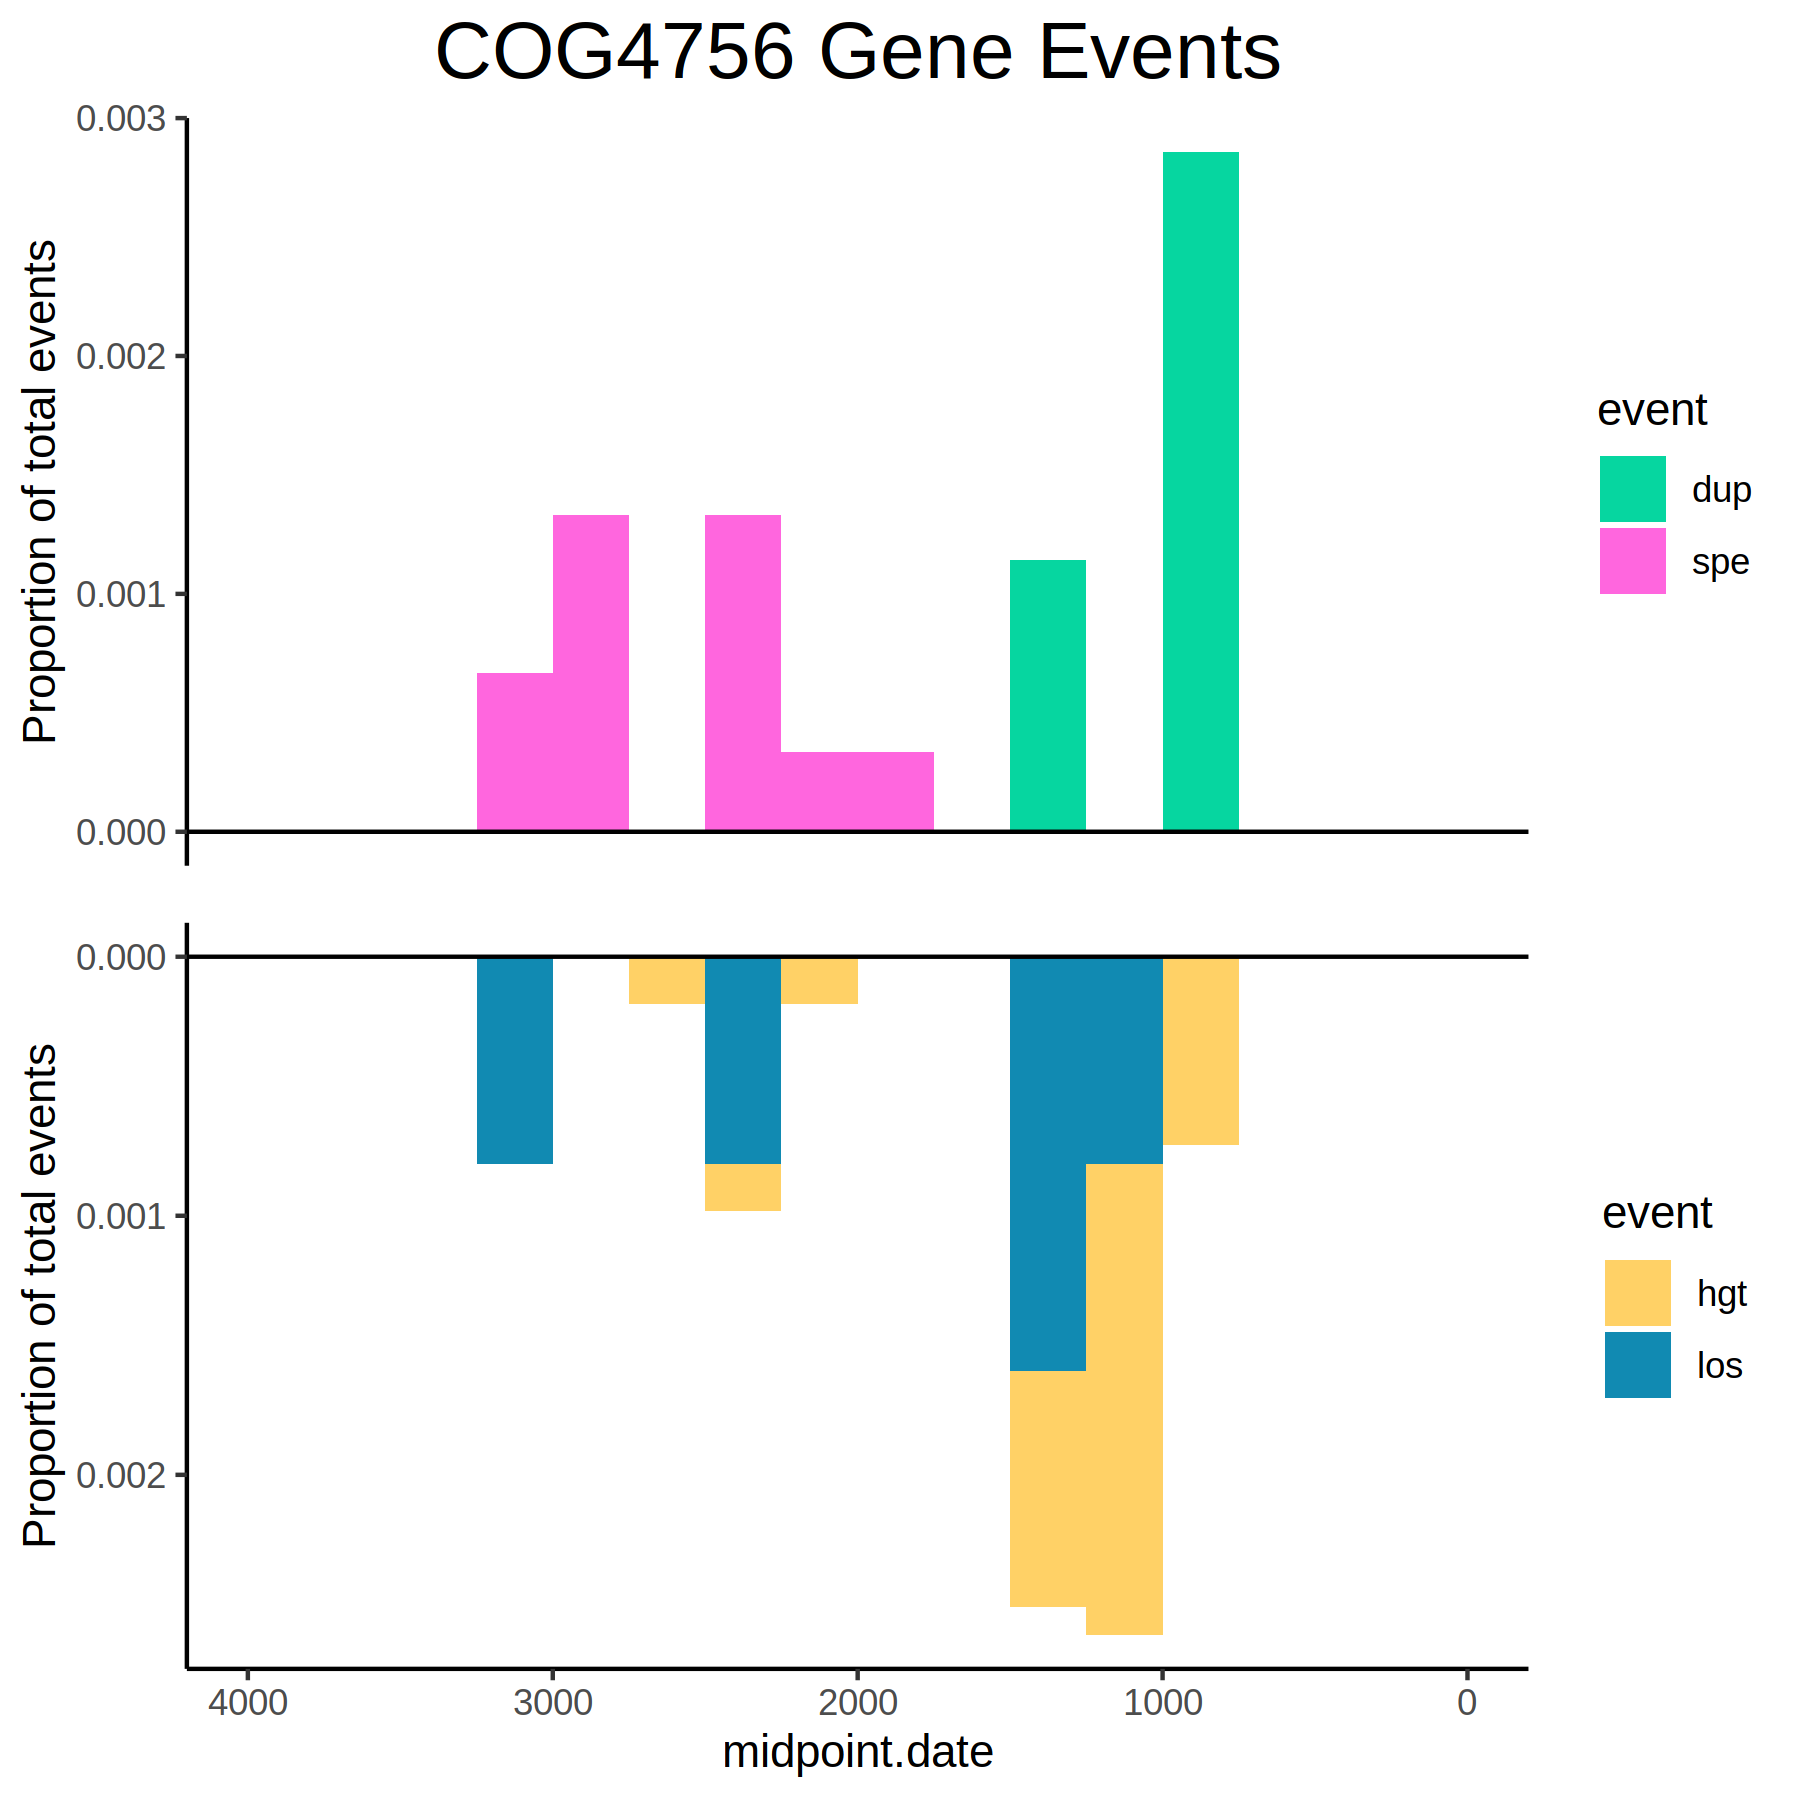 COG4756 Gene Events
0.003
0.002
0.001
0.000
Proportion of total events
event
dup
spe
0.000
0.001
0.002
Proportion of total events
event
hgt
los
4000 3000 2000 1000 0
midpoint.date